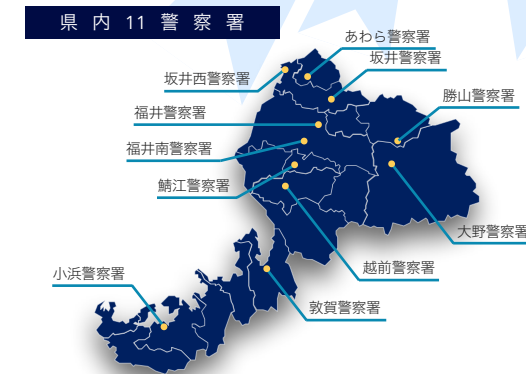 県内11警察署
あわら警察署
坂井警察署
坂井西警察署
勝山警察署
福井警察署
福井南警察署
鯖江警察署
大野警察署
越前警察署
小浜警察署
敦賀警察署